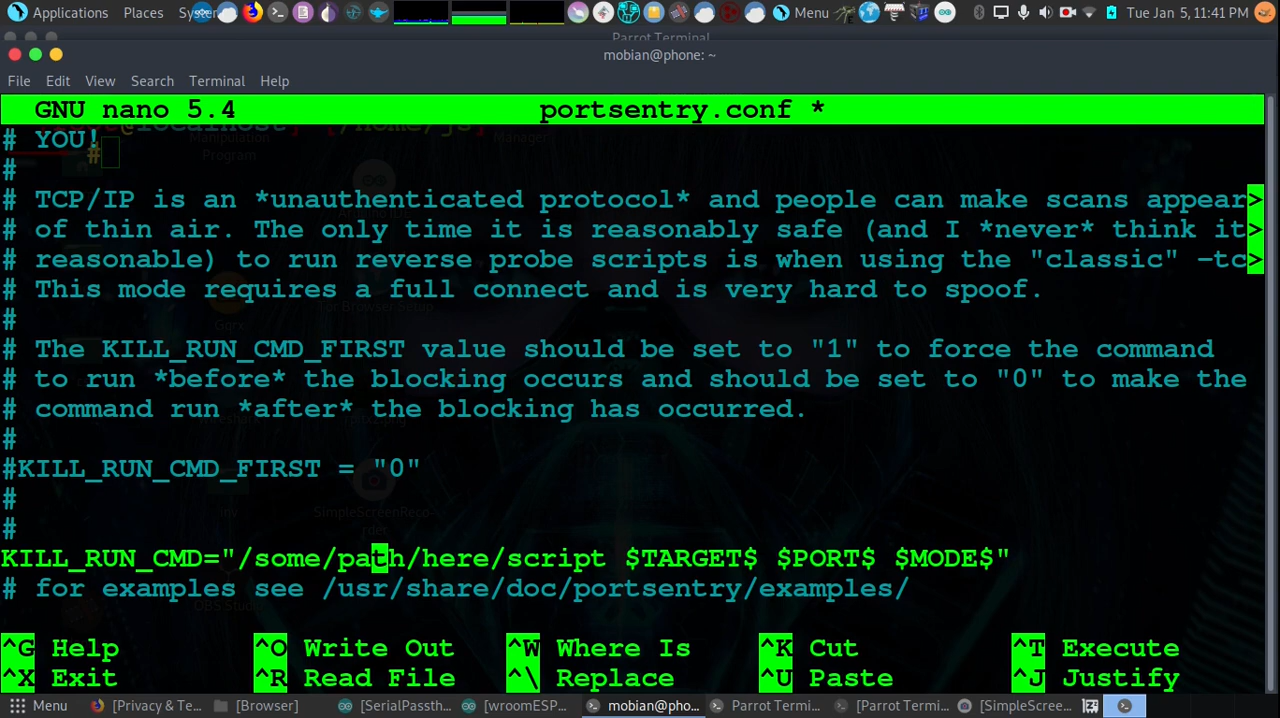 Applications Places System Menu Tue Jan 5, 11:41 PM
Parrot Terminal
mobian@phone: ~
File Edit View Search Terminal Help
GNU nano 5.4 portsentry.conf *
# YOU!
#
# TCP/IP is an *unauthenticated protocol* and people can make scans appear>
# of thin air. The only time it is reasonably safe (and I *never* think it>
# reasonable) to run reverse probe scripts is when using the "classic" -tc>
# This mode requires a full connect and is very hard to spoof.
#
# The KILL_RUN_CMD_FIRST value should be set to "1" to force the command
# to run *before* the blocking occurs and should be set to "0" to make the
# command run *after* the blocking has occurred.
#
#KILL_RUN_CMD_FIRST = "0"
#
#
KILL_RUN_CMD="/some/path/here/script $TARGET$ $PORT$ $MODE$"
# for examples see /usr/share/doc/portsentry/examples/
^G Help ^O Write Out ^W Where Is ^K Cut ^T Execute
^X Exit ^R Read File ^\ Replace ^U Paste ^J Justify
Menu [Privacy & Te... [Browser] [SerialPassth... [wroomESP... mobian@pho... Parrot Termi... [Parrot Termi... [SimpleScreen...